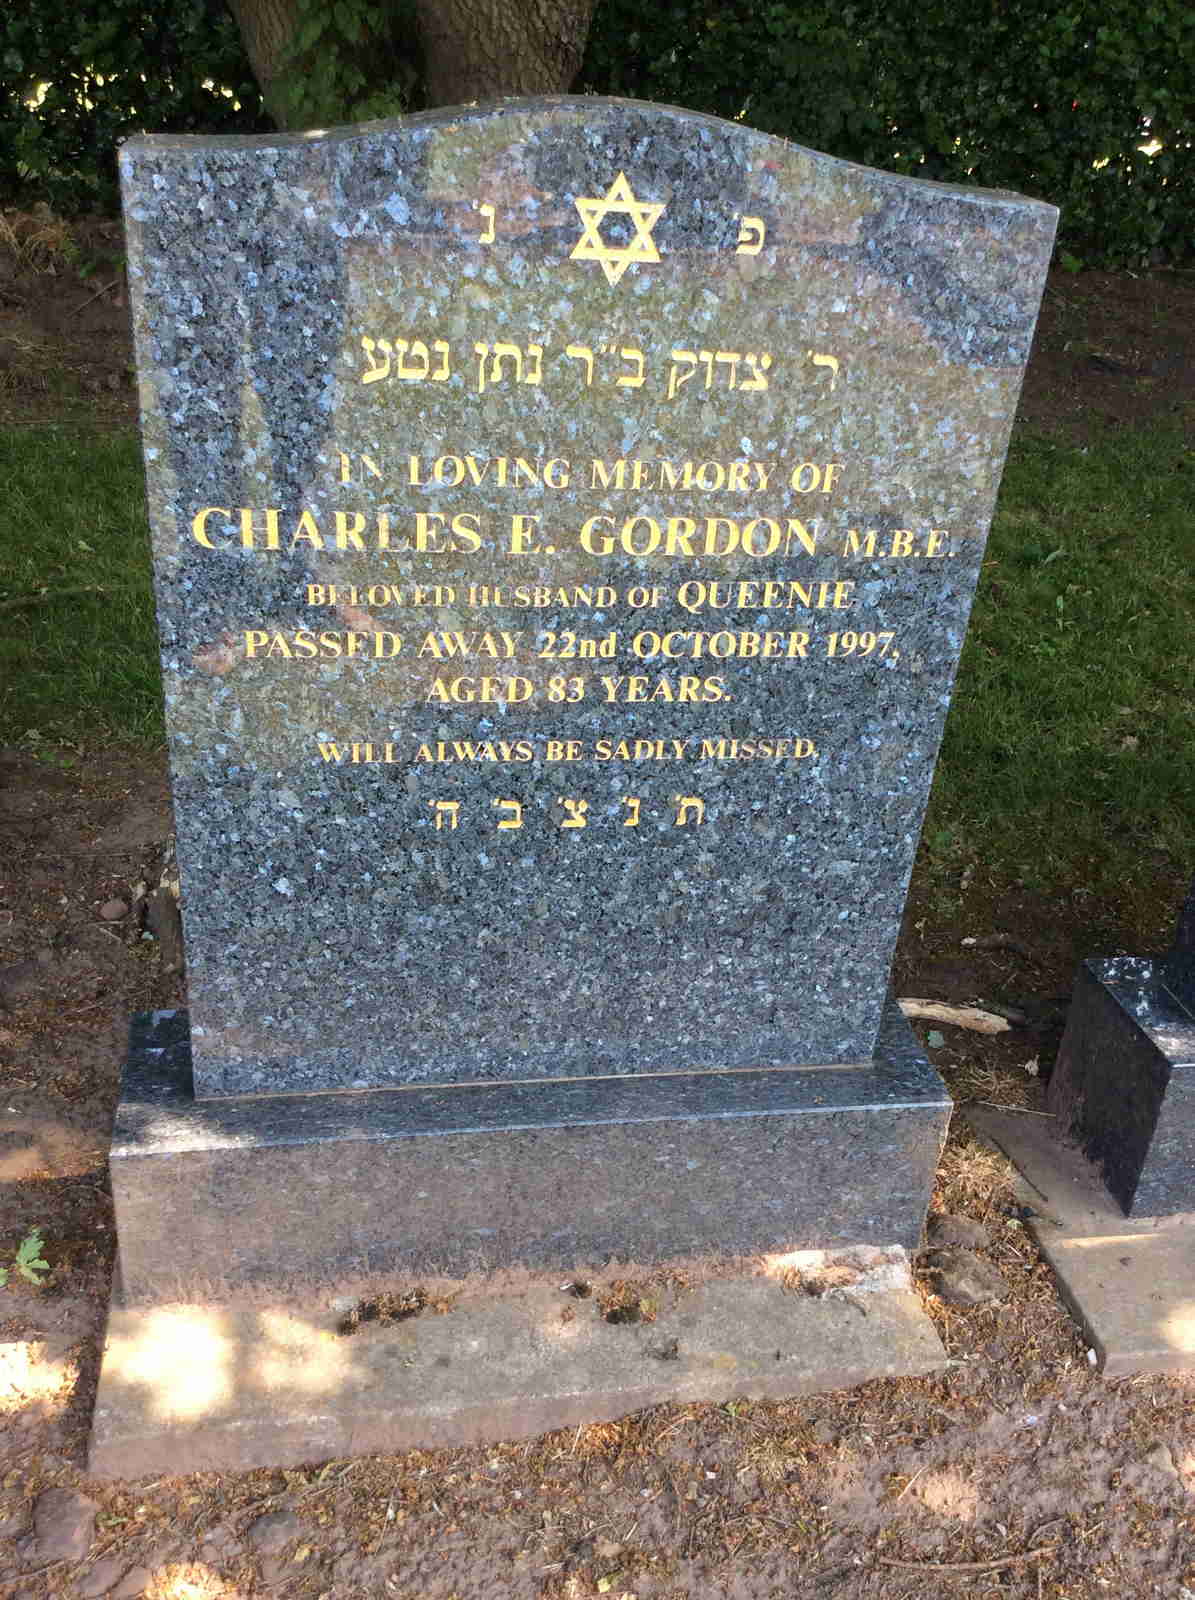 פ׳ נ׳
ר׳ צדוק ב״ר נתן נטע
IN LOVING MEMORY OF
CHARLES E. GORDON M.B.E.
BELOVED HUSBAND OF QUEENIE
PASSED AWAY 22nd OCTOBER 1997,
AGED 83 YEARS.
WILL ALWAYS BE SADLY MISSED.
ת׳ נ׳ צ׳ ב׳ ה׳